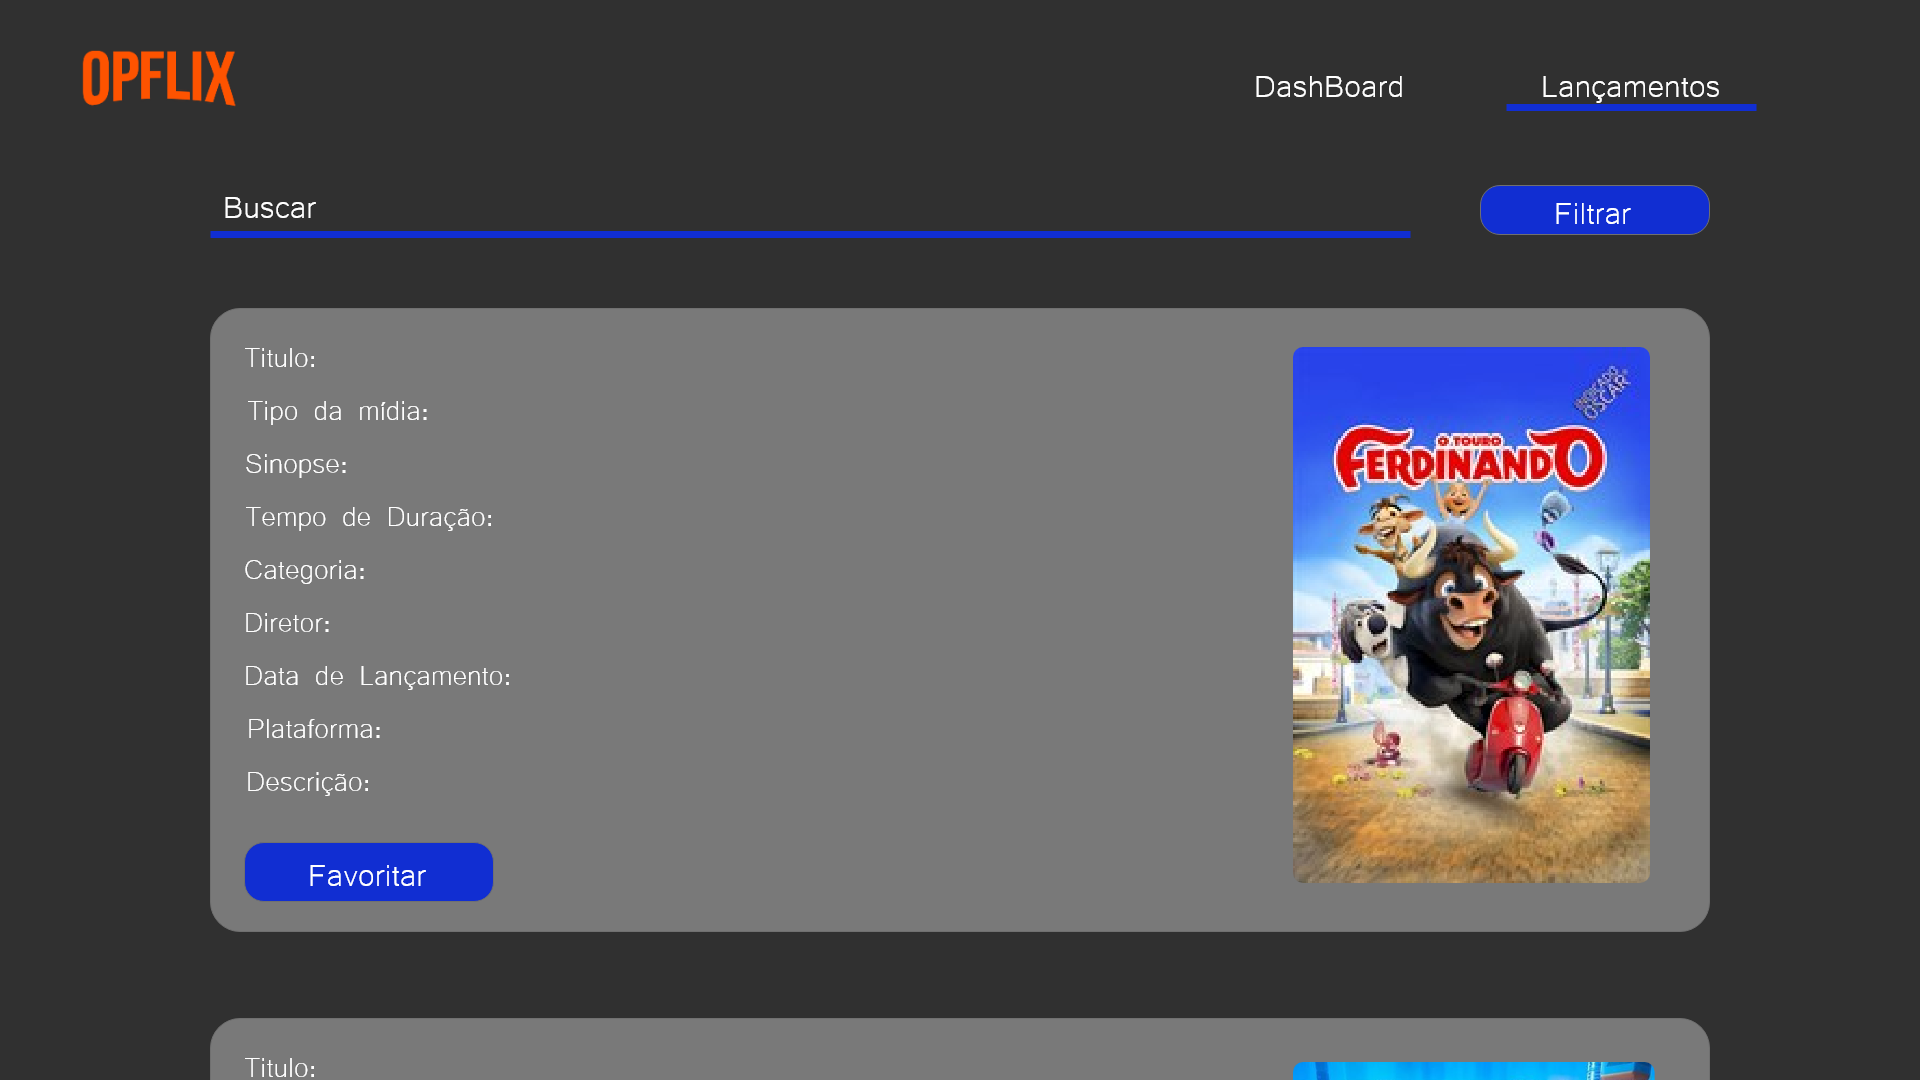 OPFLIX
DashBoard
Lançamentos
Buscar
Filtrar
Titulo:
Tipo da mídia:
Sinopse:
Tempo de Duração:
Categoria:
Diretor:
Data de Lançamento:
Plataforma:
Descrição:
Favoritar
O TOURO
FERDINANDO
OSCAR
Titulo: